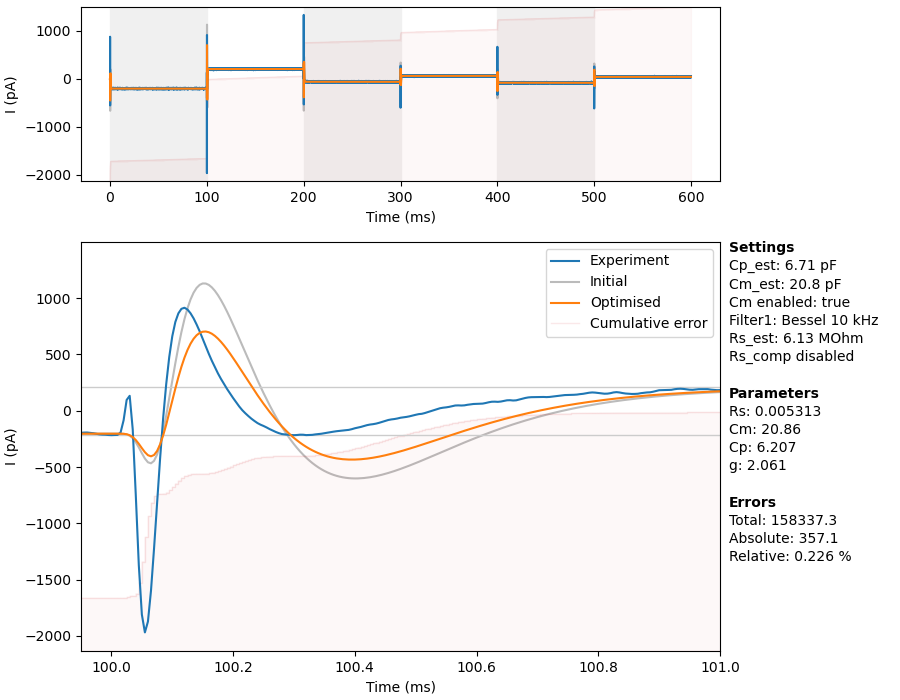 1000
0
−1000
−2000
I (pA)
0 100 200 300 400 500 600
Time (ms)
1000
500
0
−500
−1000
−1500
−2000
I (pA)
100.0 100.2 100.4 100.6 100.8 101.0
Time (ms)
Experiment
Initial
Optimised
Cumulative error
Settings
Cp_est: 6.71 pF
Cm_est: 20.8 pF
Cm enabled: true
Filter1: Bessel 10 kHz
Rs_est: 6.13 MOhm
Rs_comp disabled
Parameters
Rs: 0.005313
Cm: 20.86
Cp: 6.207
g: 2.061
Errors
Total: 158337.3
Absolute: 357.1
Relative: 0.226 %